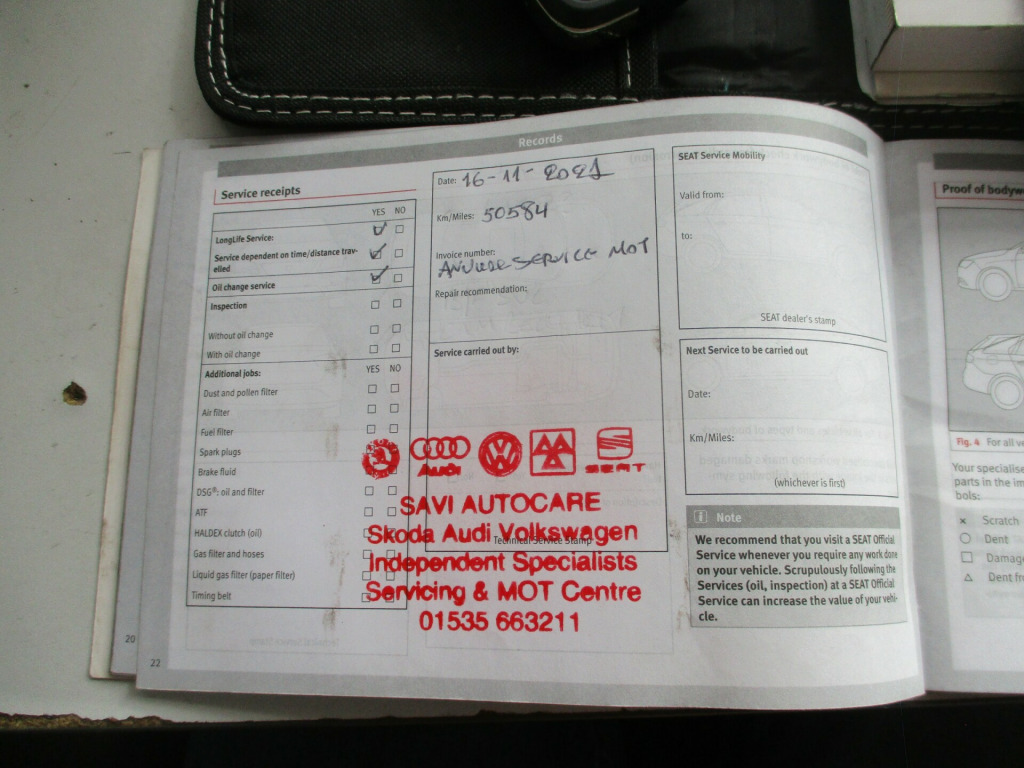 Records
Service receipts
YES NO
LongLife Service:
Service dependent on time/distance trav-
elled
Oil change service
Inspection
Without oil change
With oil change
Additional jobs: YES NO
Dust and pollen filter
Air filter
Fuel filter
Spark plugs
Brake fluid
DSG®: oil and filter
ATF
HALDEX clutch (oil)
Gas filter and hoses
Liquid gas filter (paper filter)
Timing belt
20
22
Date: 16-11-2021
Km/Miles: 50584
Invoice number:
SERVICE MOT
Repair recommendation:
Service carried out by:
Technical Service Stamp
Audi
SEAT
SAVI AUTOCARE
Skoda Audi Volkswagen
Independent Specialists
Servicing & MOT Centre
01535 663211
SEAT Service Mobility
Valid from:
to:
SEAT dealer's stamp
Next Service to be carried out
Date:
Km/Miles:
(whichever is first)
i Note
We recommend that you visit a SEAT Official
Service whenever you require any work done
on your vehicle. Scrupulously following the
Services (oil, inspection) at a SEAT Official
Service can increase the value of your vehi-
cle.
Proof of bodyw
Fig. 4 For all ve
Your specialise
parts in the im
bols:
× Scratch
Dent
Damag
Dent fr